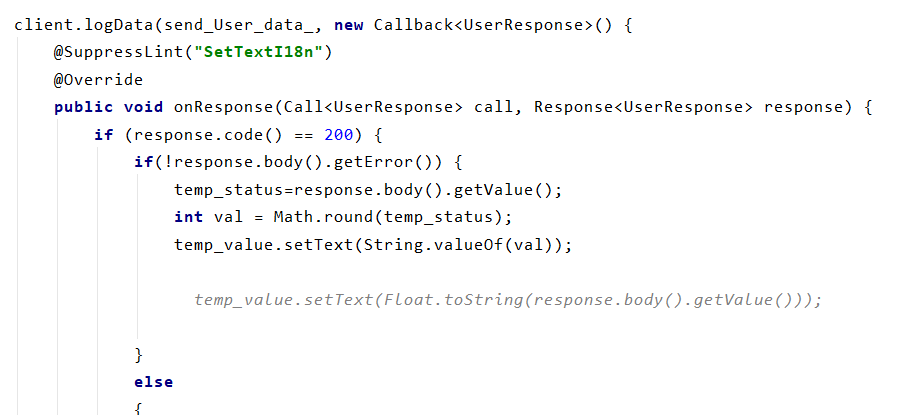 client.logData(send_User_data_, new Callback<UserResponse>() {
@SuppressLint("SetTextI18n")
@Override
public void onResponse(Call<UserResponse> call, Response<UserResponse> response) {
if (response.code() == 200) {
if(!response.body().getError()) {
temp_status=response.body().getValue();
int val = Math.round(temp_status);
temp_value.setText(String.valueOf(val));
temp_value.setText(Float.toString(response.body().getValue()));
}
else
{